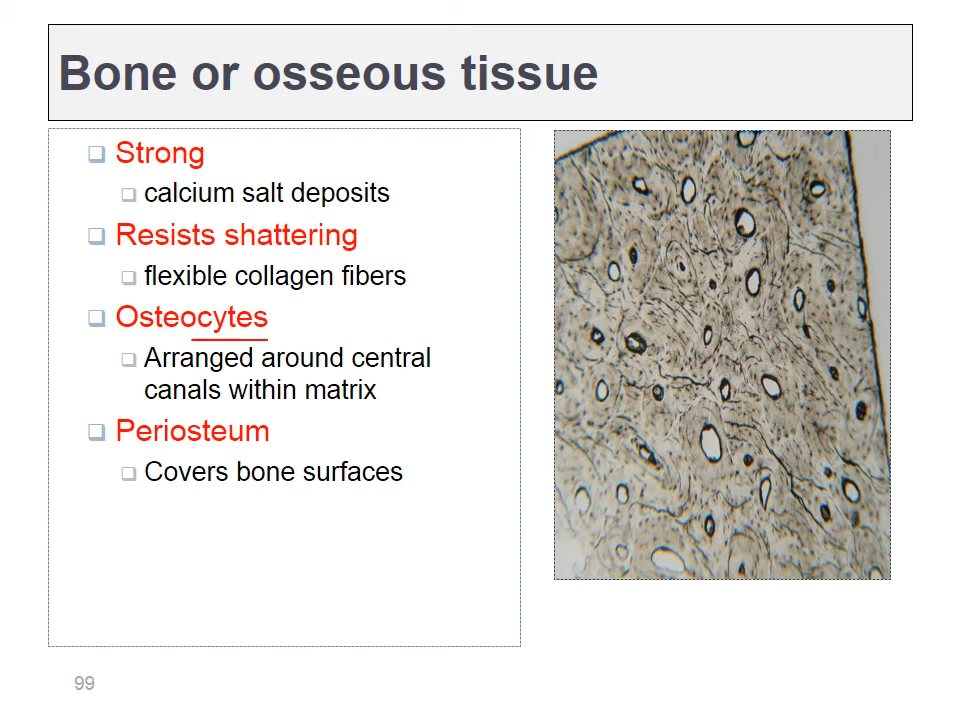 Bone or osseous tissue
Strong
calcium salt deposits
Resists shattering
flexible collagen fibers
Osteocytes
Arranged around central
canals within matrix
Periosteum
Covers bone surfaces
99